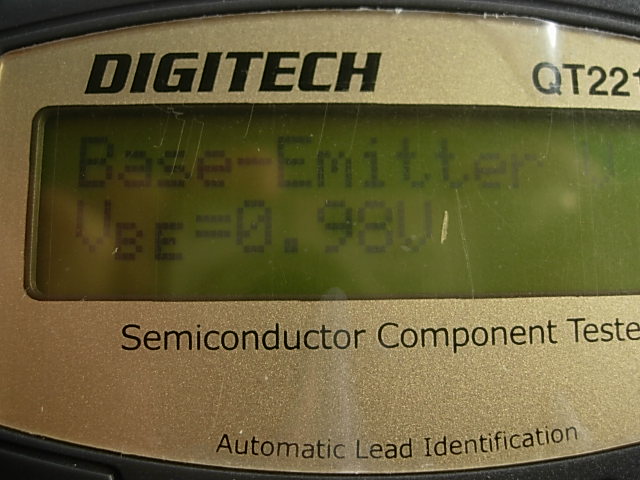 DIGITECH
QT221
Base-Emitter V
VBE=0.98V
Semiconductor Component Teste
Automatic Lead Identification